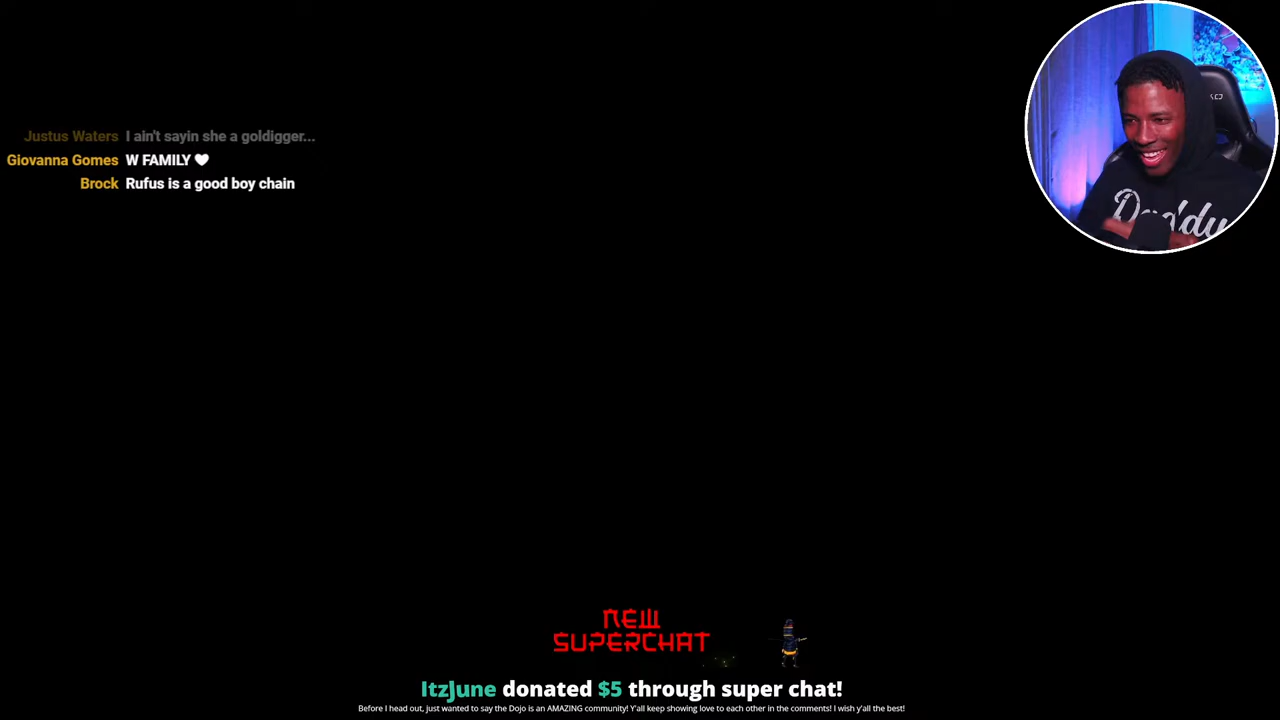 Justus Waters I ain't sayin she a goldigger...
Giovanna Gomes W FAMILY 🤍
Brock Rufus is a good boy chain
Daddy
NEW
SUPERCHAT
ItzJune donated $5 through super chat!
Before I head out, just wanted to say the Dojo is an AMAZING community! Y'all keep showing love to each other in the comments! I wish y'all the best!